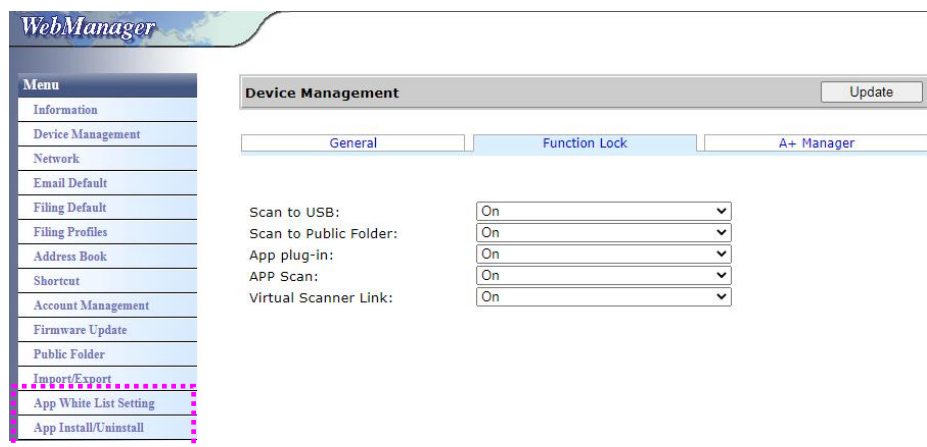 WebManager
Menu
Information
Device Management
Network
Email Default
Filing Default
Filing Profiles
Address Book
Shortcut
Account Management
Firmware Update
Public Folder
Import/Export
App White List Setting
App Install/Uninstall
Device Management Update
General Function Lock A+ Manager
Scan to USB: On
Scan to Public Folder: On
App plug-in: On
APP Scan: On
Virtual Scanner Link: On